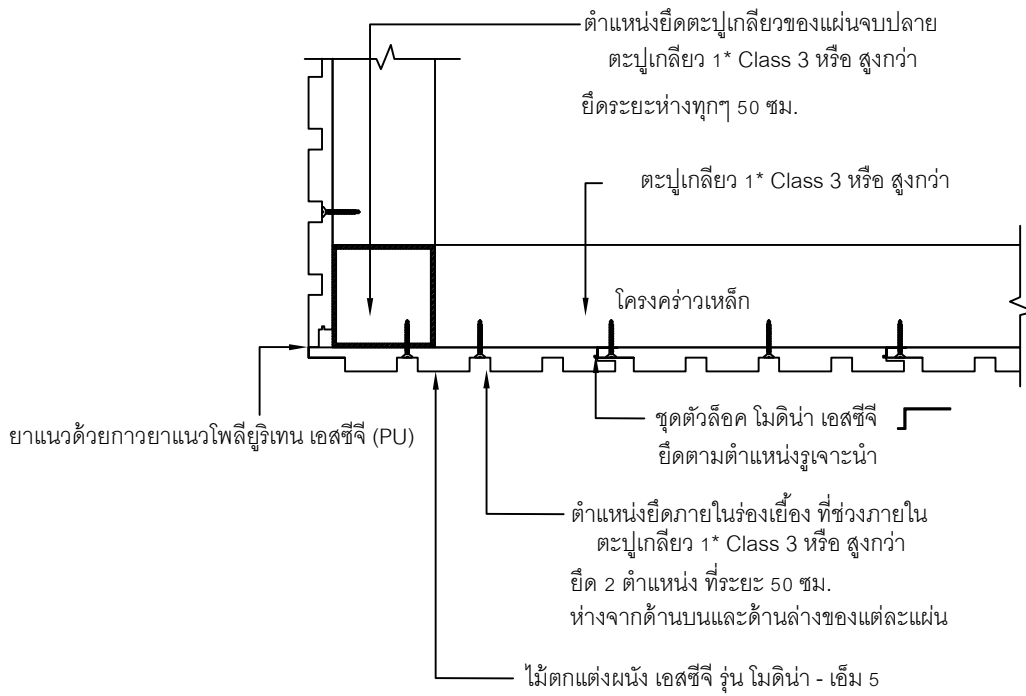 ตำแหน่งยึดตะปูเกลียวของแผ่นจบปลาย
ตะปูเกลียว 1* Class 3 หรือ สูงกว่า
ยึดระยะห่างทุกๆ 50 ซม.
ตะปูเกลียว 1* Class 3 หรือ สูงกว่า
โครงคร่าวเหล็ก
ยาแนวด้วยกาวยาแนวโพลียูริเทน เอสซีจี (PU)
ชุดตัวล็อค โมดิน่า เอสซีจี
ยึดตามตำแหน่งรูเจาะนำ
ตำแหน่งยึดภายในร่องเยื้อง ที่ช่วงภายใน
ตะปูเกลียว 1* Class 3 หรือ สูงกว่า
ยึด 2 ตำแหน่ง ที่ระยะ 50 ซม.
ห่างจากด้านบนและด้านล่างของแต่ละแผ่น
ไม้ตกแต่งผนัง เอสซีจี รุ่น โมดิน่า - เอ็ม 5